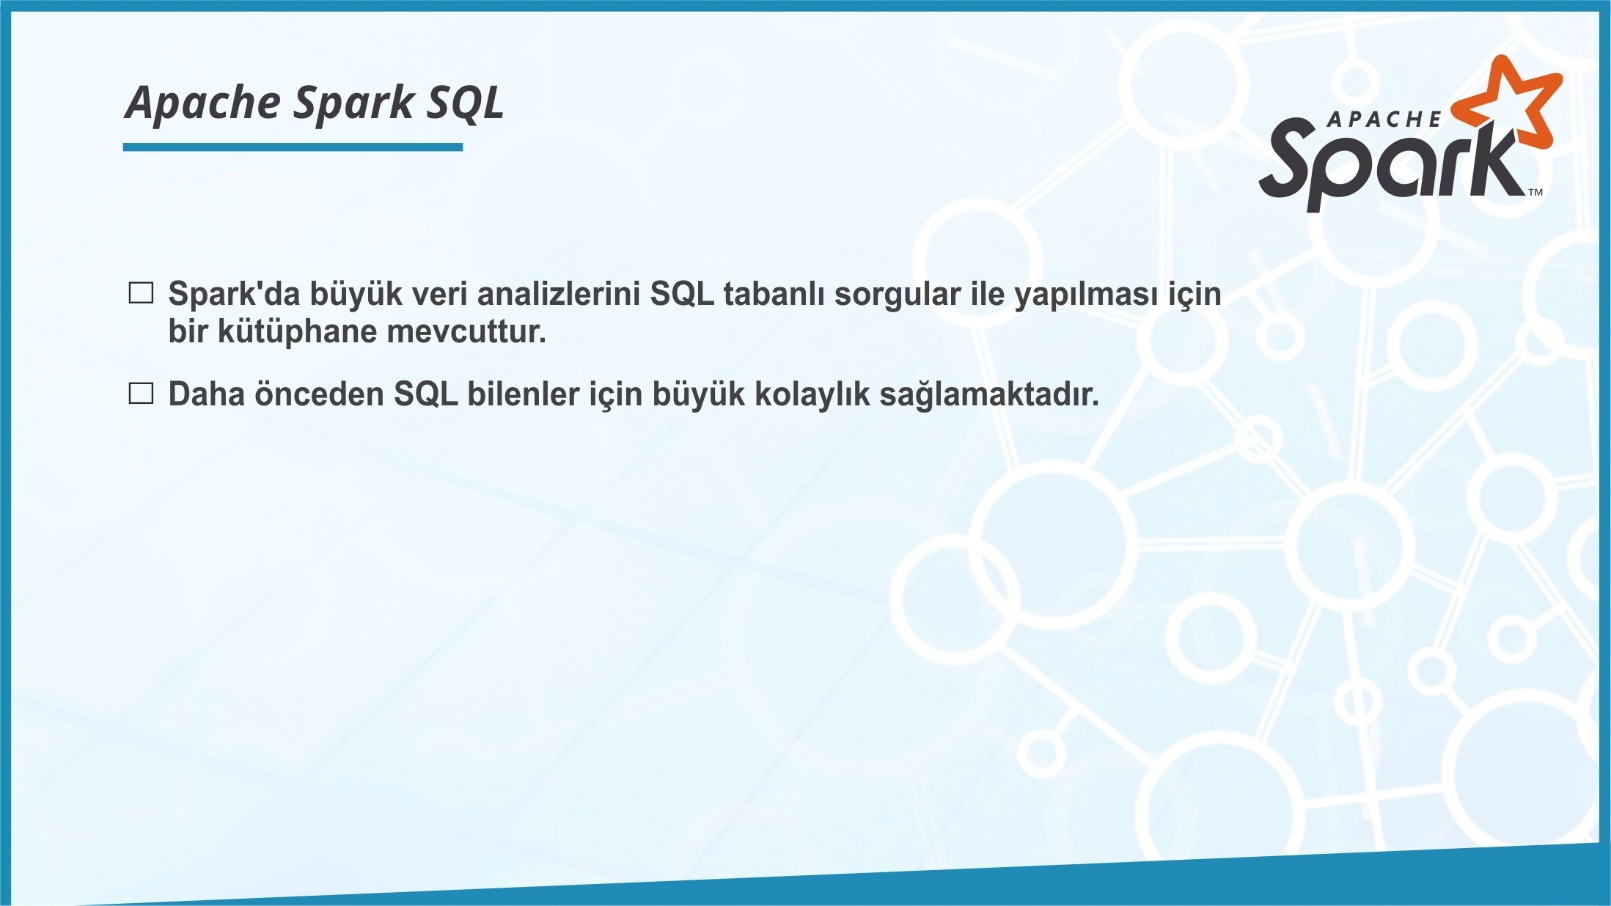 Apache Spark SQL
APACHE
Spark™
☐ Spark'da büyük veri analizlerini SQL tabanlı sorgular ile yapılması için
bir kütüphane mevcuttur.
☐ Daha önceden SQL bilenler için büyük kolaylık sağlamaktadır.